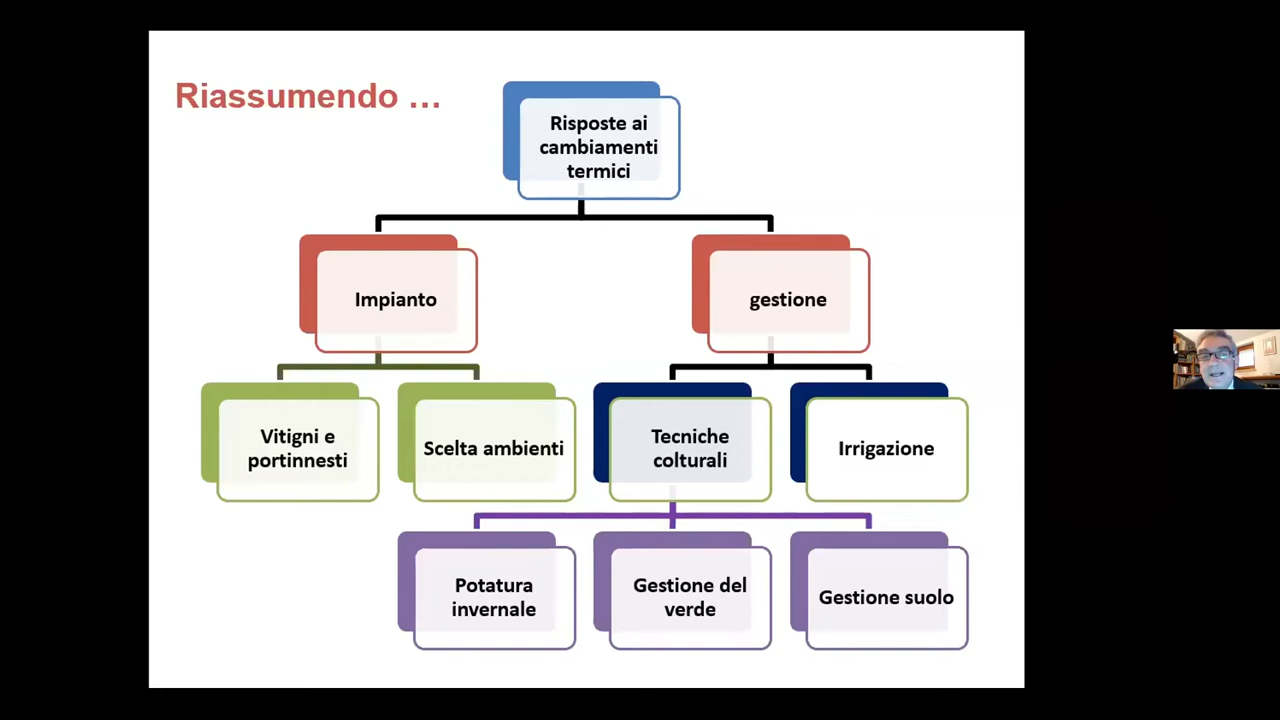 Riassumendo ...
Risposte ai
cambiamenti
termici
Impianto
gestione
Vitigni e
portinnesti
Scelta ambienti
Tecniche
colturali
Irrigazione
Potatura
invernale
Gestione del
verde
Gestione suolo